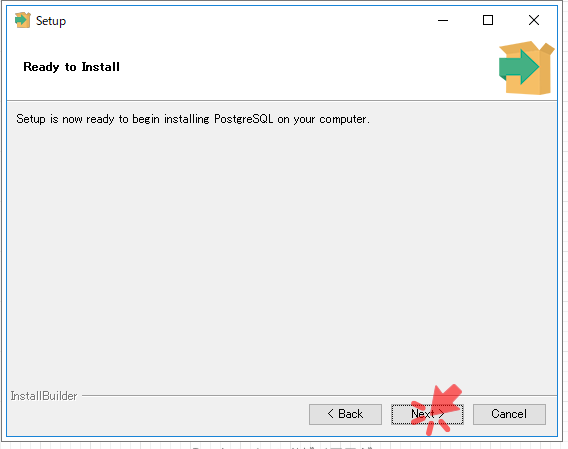 Setup
Ready to Install
Setup is now ready to begin installing PostgreSQL on your computer.
InstallBuilder
< Back
Next >
Cancel